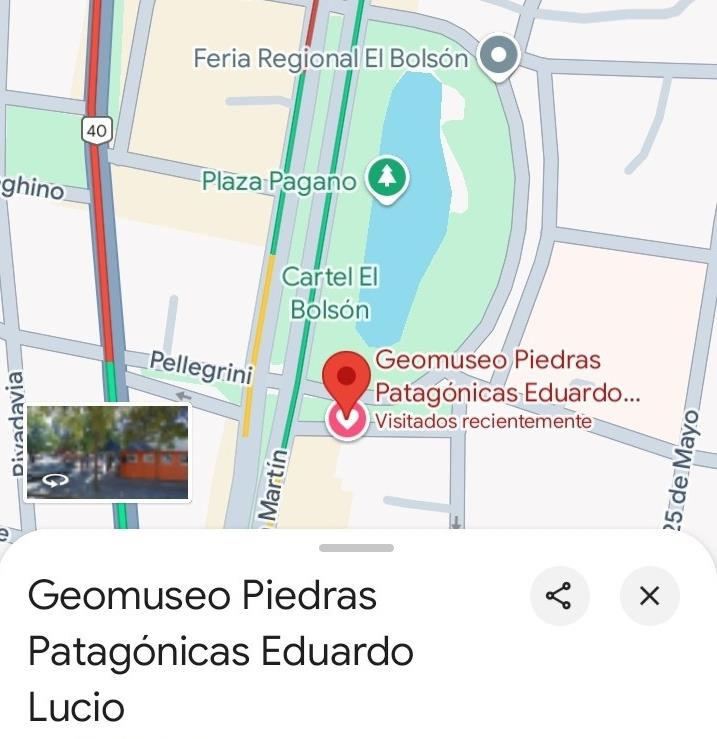 Feria Regional El Bolsón
40
ghino
Plaza Pagano
Cartel El
Bolsón
Pellegrini
Geomuseo Piedras
Patagónicas Eduardo...
Visitados recientemente
Rivadavia
Martín
25 de Mayo
Geomuseo Piedras
Patagónicas Eduardo
Lucio